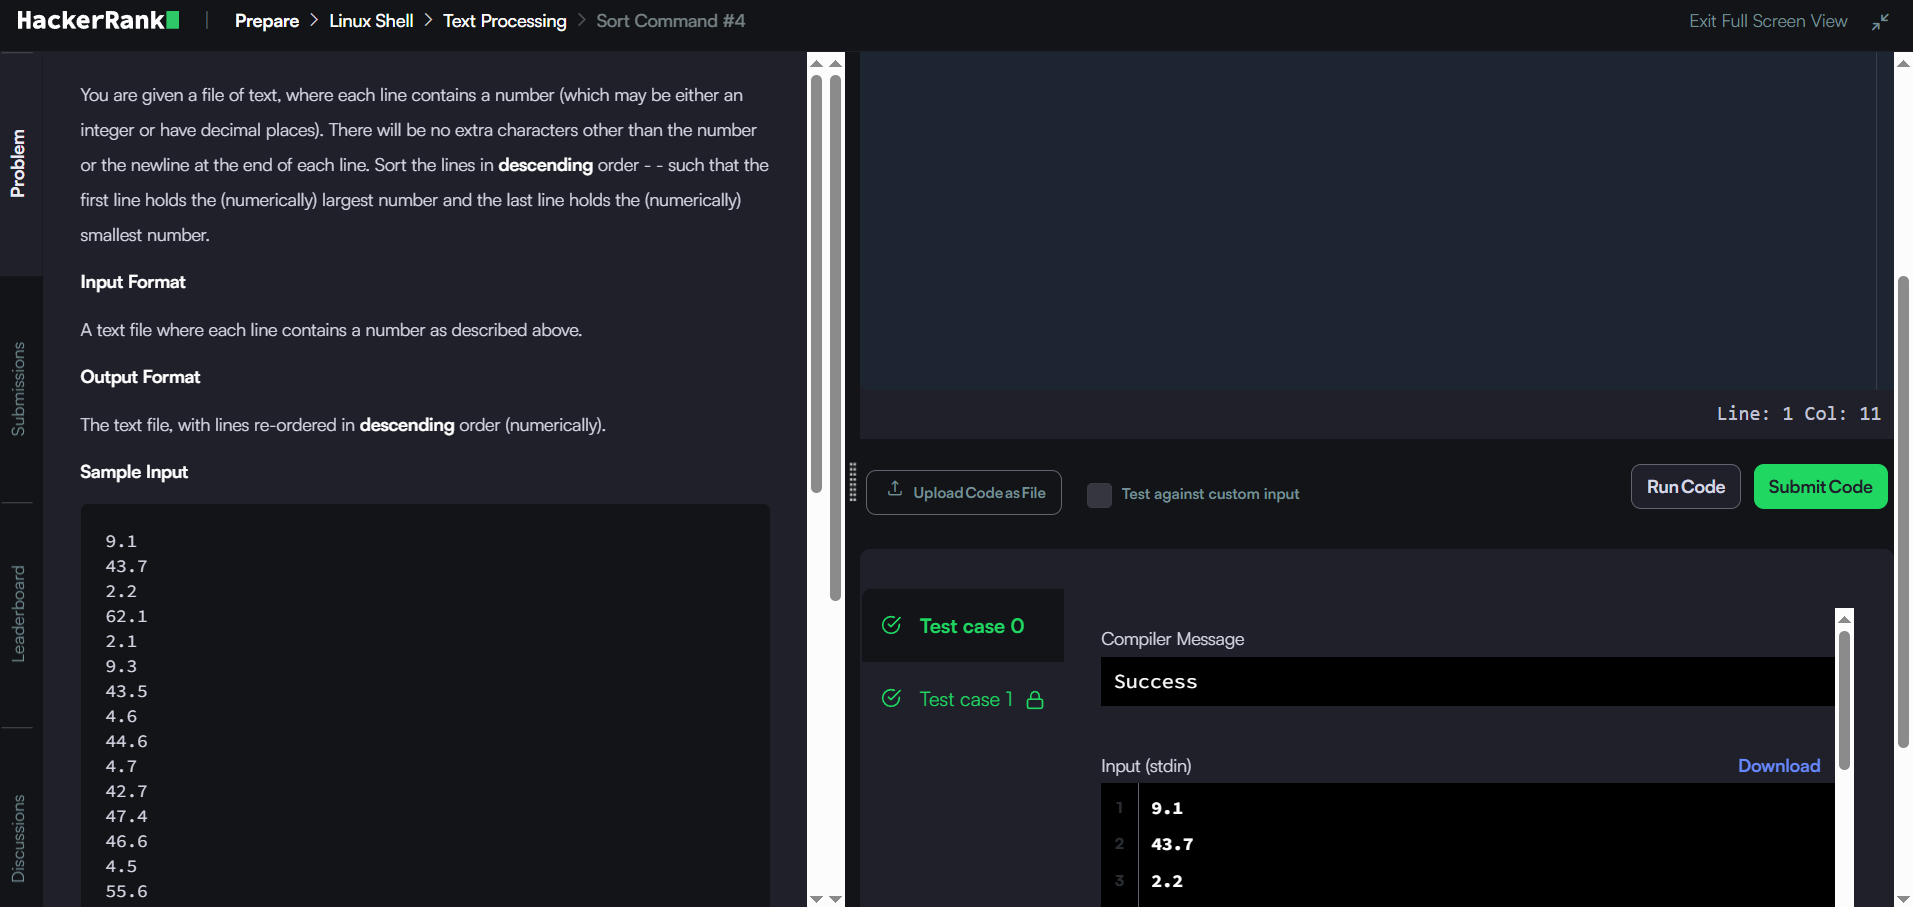 HackerRank | Prepare > Linux Shell > Text Processing > Sort Command #4
Exit Full Screen View
Problem
Submissions
Leaderboard
Discussions
You are given a file of text, where each line contains a number (which may be either an
integer or have decimal places). There will be no extra characters other than the number
or the newline at the end of each line. Sort the lines in descending order - - such that the
first line holds the (numerically) largest number and the last line holds the (numerically)
smallest number.
Input Format
A text file where each line contains a number as described above.
Output Format
The text file, with lines re-ordered in descending order (numerically).
Sample Input
9.1
43.7
2.2
62.1
2.1
9.3
43.5
4.6
44.6
4.7
42.7
47.4
46.6
4.5
55.6
Line: 1 Col: 11
Upload Code as File
Test against custom input
Run Code
Submit Code
Test case 0
Test case 1
Compiler Message
Success
Input (stdin)
Download
1 9.1
2 43.7
3 2.2